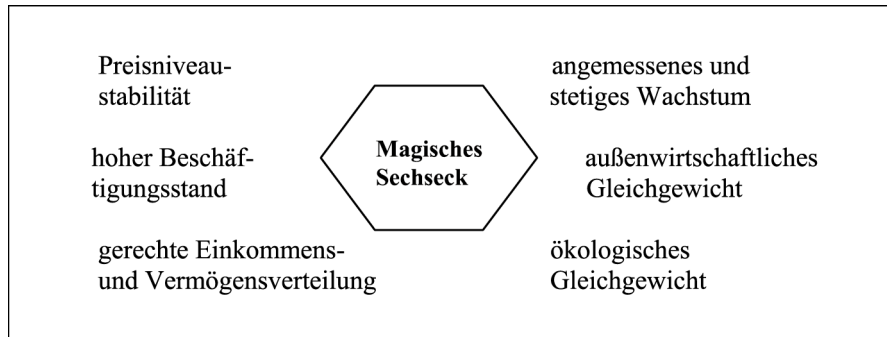 Preisniveau-
stabilität
angemessenes und
stetiges Wachstum
hoher Beschäf-
tigungsstand
Magisches
Sechseck
außenwirtschaftliches
Gleichgewicht
gerechte Einkommens-
und Vermögensverteilung
ökologisches
Gleichgewicht